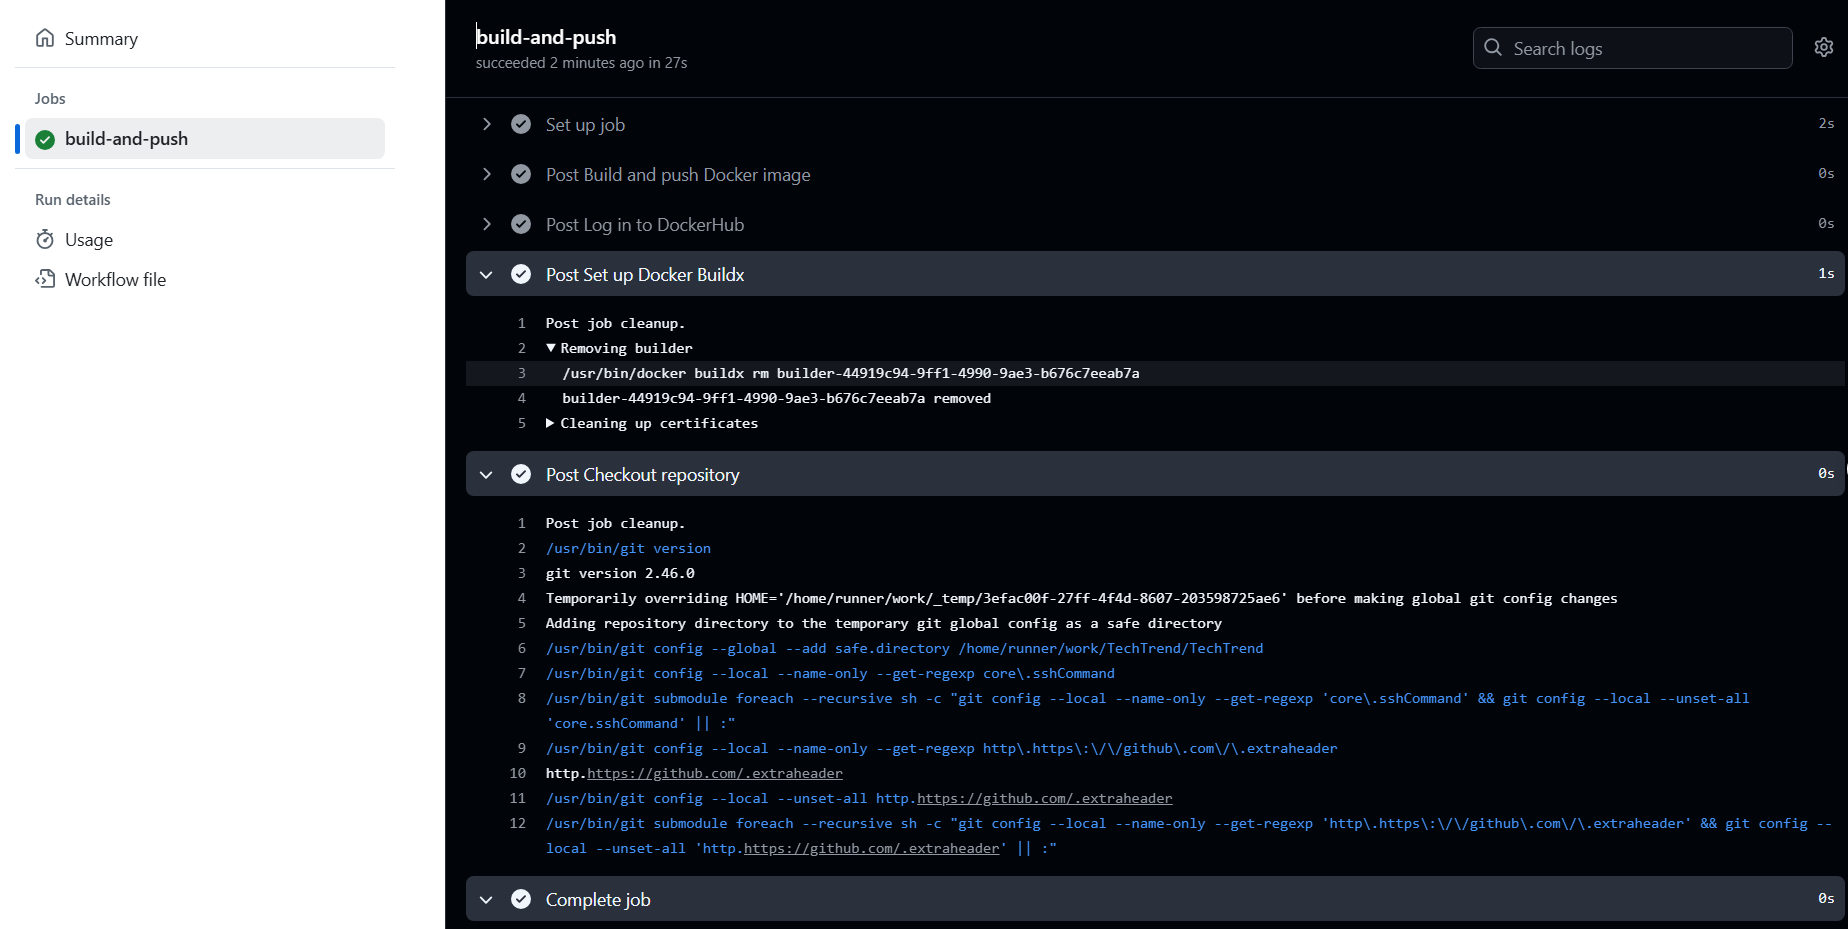 Summary
Jobs
build-and-push
Run details
Usage
Workflow file
build-and-push
succeeded 2 minutes ago in 27s
Search logs
Set up job 2s
Post Build and push Docker image 0s
Post Log in to DockerHub 0s
Post Set up Docker Buildx 1s
1 Post job cleanup.
2 ▼Removing builder
3 /usr/bin/docker buildx rm builder-44919c94-9ff1-4990-9ae3-b676c7eeab7a
4 builder-44919c94-9ff1-4990-9ae3-b676c7eeab7a removed
5 ▶Cleaning up certificates
Post Checkout repository 0s
1 Post job cleanup.
2 /usr/bin/git version
3 git version 2.46.0
4 Temporarily overriding HOME='/home/runner/work/_temp/3efac00f-27ff-4f4d-8607-203598725ae6' before making global git config changes
5 Adding repository directory to the temporary git global config as a safe directory
6 /usr/bin/git config --global --add safe.directory /home/runner/work/TechTrend/TechTrend
7 /usr/bin/git config --local --name-only --get-regexp core\.sshCommand
8 /usr/bin/git submodule foreach --recursive sh -c "git config --local --name-only --get-regexp 'core\.sshCommand' && git config --local --unset-all
'core.sshCommand' || :"
9 /usr/bin/git config --local --name-only --get-regexp http\.https\:\/\/github\.com\/\.extraheader
10 http.https://github.com/.extraheader
11 /usr/bin/git config --local --unset-all http.https://github.com/.extraheader
12 /usr/bin/git submodule foreach --recursive sh -c "git config --local --name-only --get-regexp 'http\.https\:\/\/github\.com\/\.extraheader' && git config --
local --unset-all 'http.https://github.com/.extraheader' || :"
Complete job 0s